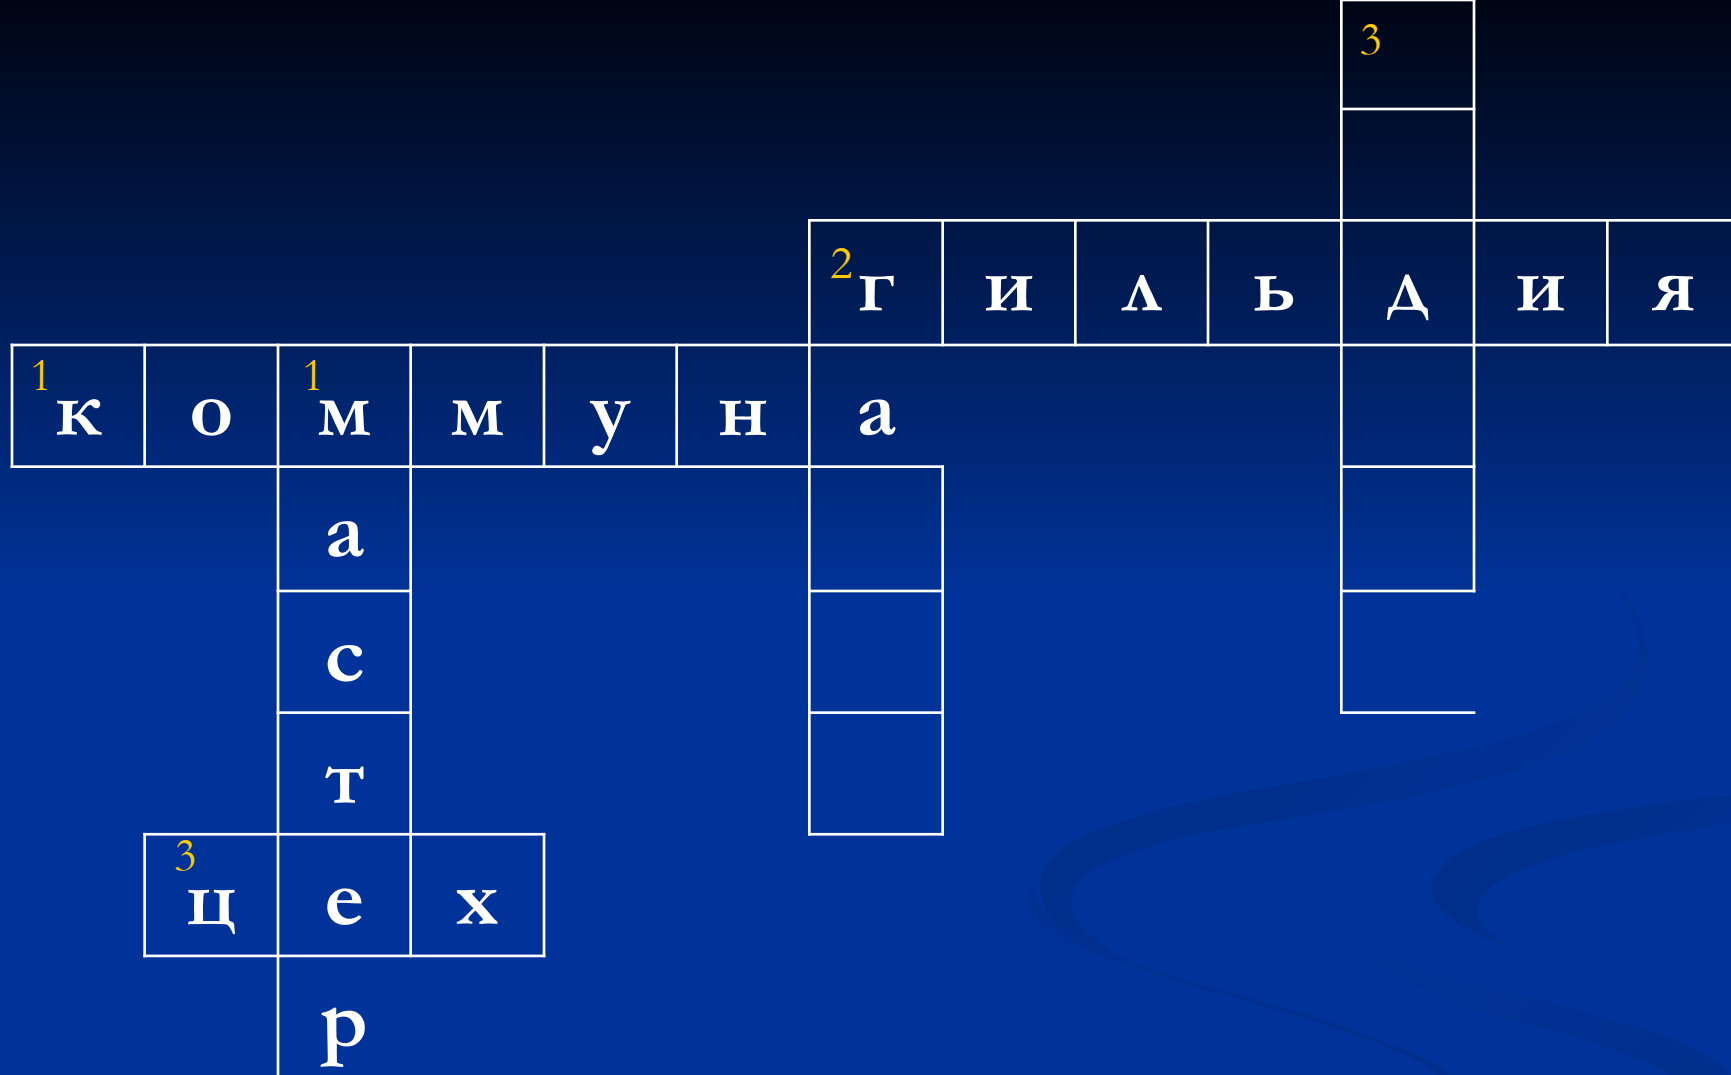 3
2 г и л ь д и я
1 к о 1 м м у н а
а
с
т
3 ц е х
р